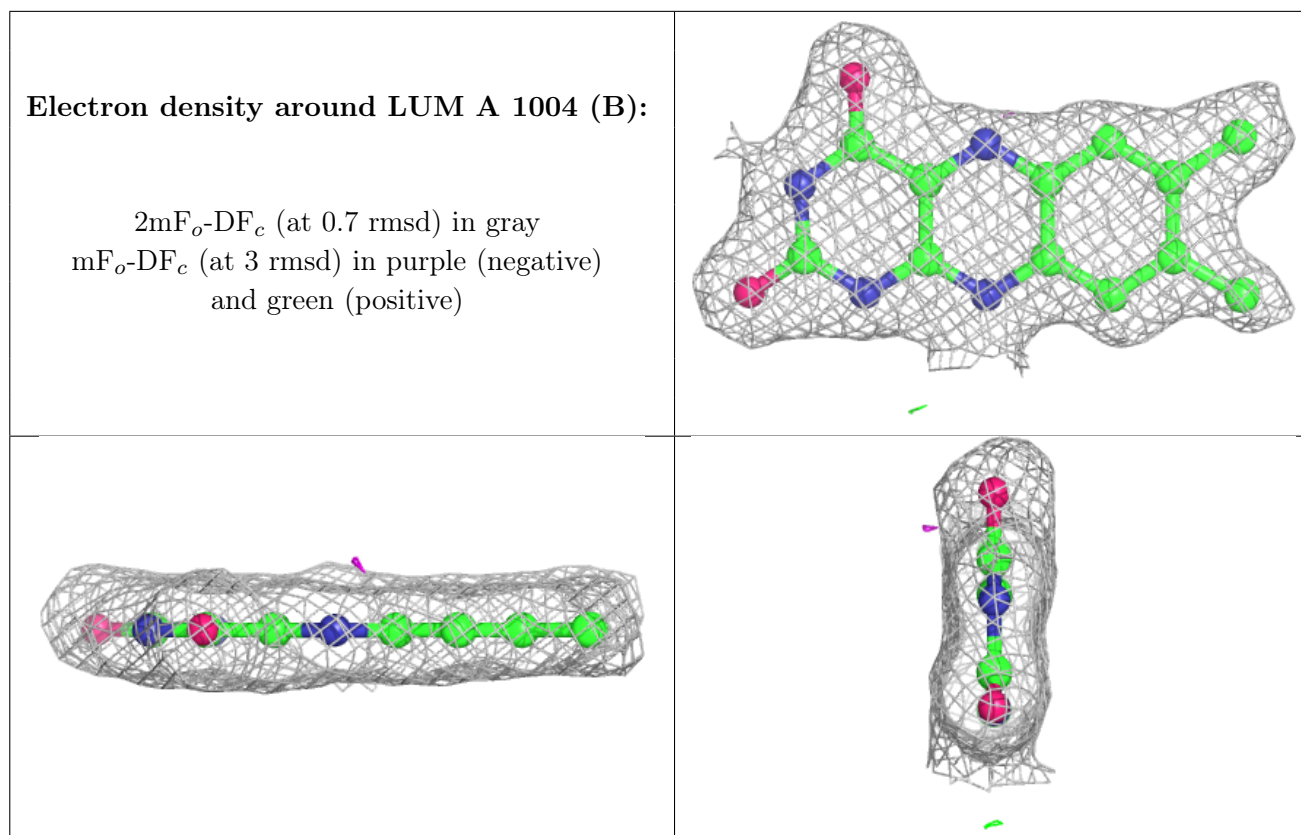 Electron density around LUM A 1004 (B):
2mFo-DFc (at 0.7 rmsd) in gray
mFo-DFc (at 3 rmsd) in purple (negative)
and green (positive)